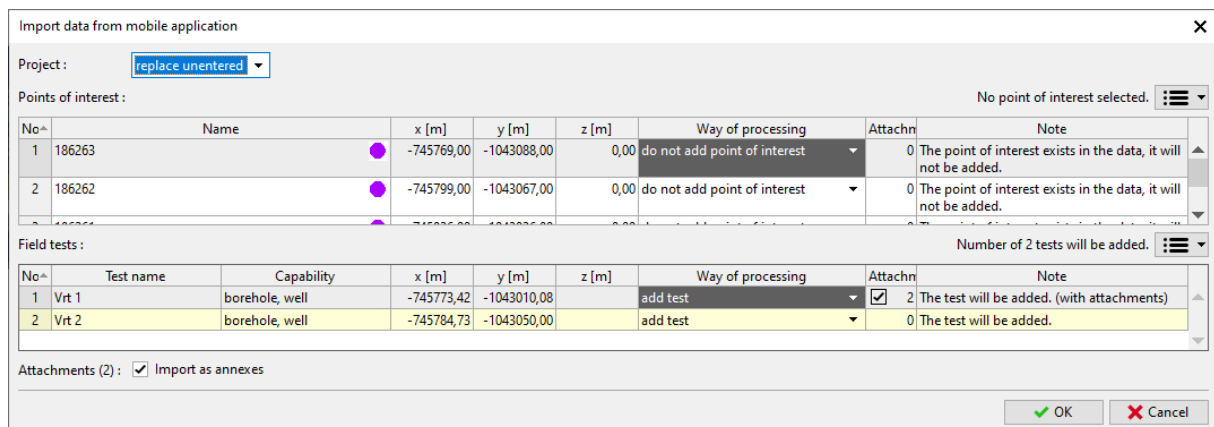 Import data from mobile application
Project : replace unentered
Points of interest : No point of interest selected.
No Name x [m] y [m] z [m] Way of processing Attachn Note
1 186263 -745769,00 -1043088,00 0,00 do not add point of interest 0 The point of interest exists in the data, it will
not be added.
2 186262 -745799,00 -1043067,00 0,00 do not add point of interest 0 The point of interest exists in the data, it will
not be added.
Field tests : Number of 2 tests will be added.
No Test name Capability x [m] y [m] z [m] Way of processing Attachn Note
1 Vrt 1 borehole, well -745773,42 -1043010,08 add test 2 The test will be added. (with attachments)
2 Vrt 2 borehole, well -745784,73 -1043050,00 add test 0 The test will be added.
Attachments (2) : Import as annexes
OK Cancel